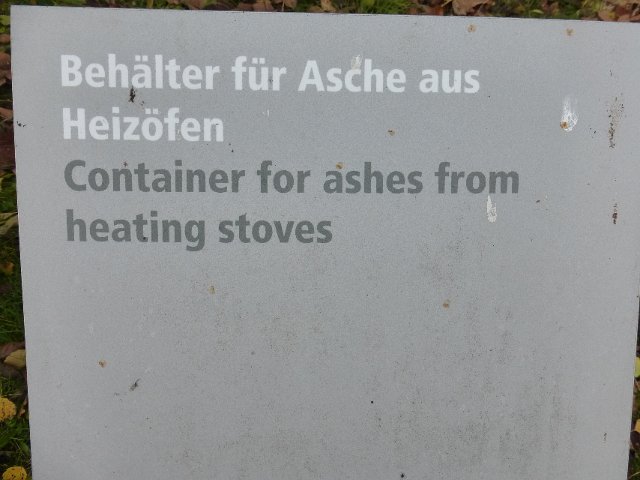 Behälter für Asche aus
Heizöfen
Container for ashes from
heating stoves